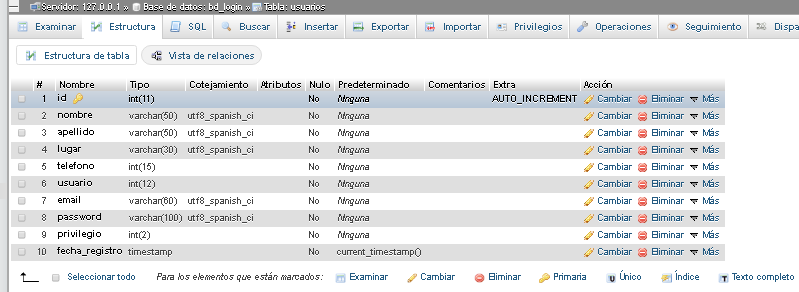 Servidor: 127.0.0.1 » Base de datos: bd_login » Tabla: usuarios
Examinar Estructura SQL Buscar Insertar Exportar Importar Privilegios Operaciones Seguimiento Dispa
Estructura de tabla Vista de relaciones
# Nombre Tipo Cotejamiento Atributos Nulo Predeterminado Comentarios Extra Acción
1 id int(11) No Ninguna AUTO_INCREMENT Cambiar Eliminar Más
2 nombre varchar(50) utf8_spanish_ci No Ninguna Cambiar Eliminar Más
3 apellido varchar(50) utf8_spanish_ci No Ninguna Cambiar Eliminar Más
4 lugar varchar(30) utf8_spanish_ci No Ninguna Cambiar Eliminar Más
5 telefono int(15) No Ninguna Cambiar Eliminar Más
6 usuario int(12) No Ninguna Cambiar Eliminar Más
7 email varchar(60) utf8_spanish_ci No Ninguna Cambiar Eliminar Más
8 password varchar(100) utf8_spanish_ci No Ninguna Cambiar Eliminar Más
9 privilegio int(2) No Ninguna Cambiar Eliminar Más
10 fecha_registro timestamp No current_timestamp() Cambiar Eliminar Más
Seleccionar todo Para los elementos que están marcados: Examinar Cambiar Eliminar Primaria Único Índice Texto completo